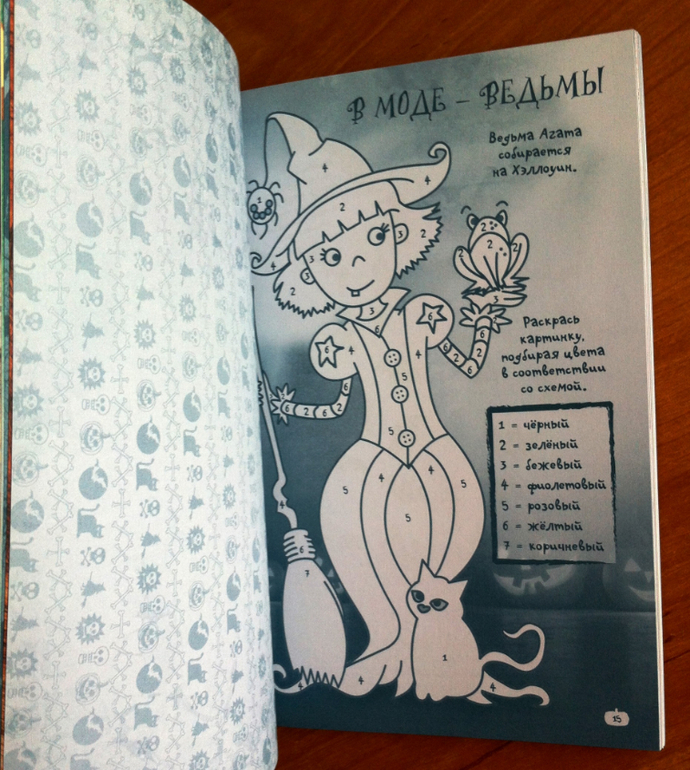 В МОДЕ – ВЕДЬМЫ
Ведьма Агата
собирается
на Хэллоуин.
Раскрась
картинку,
подбирая цвета
в соответствии
со схемой.
1 = чёрный
2 = зелёный
3 = бежевый
4 = фиолетовый
5 = розовый
6 = жёлтый
7 = коричневый
15